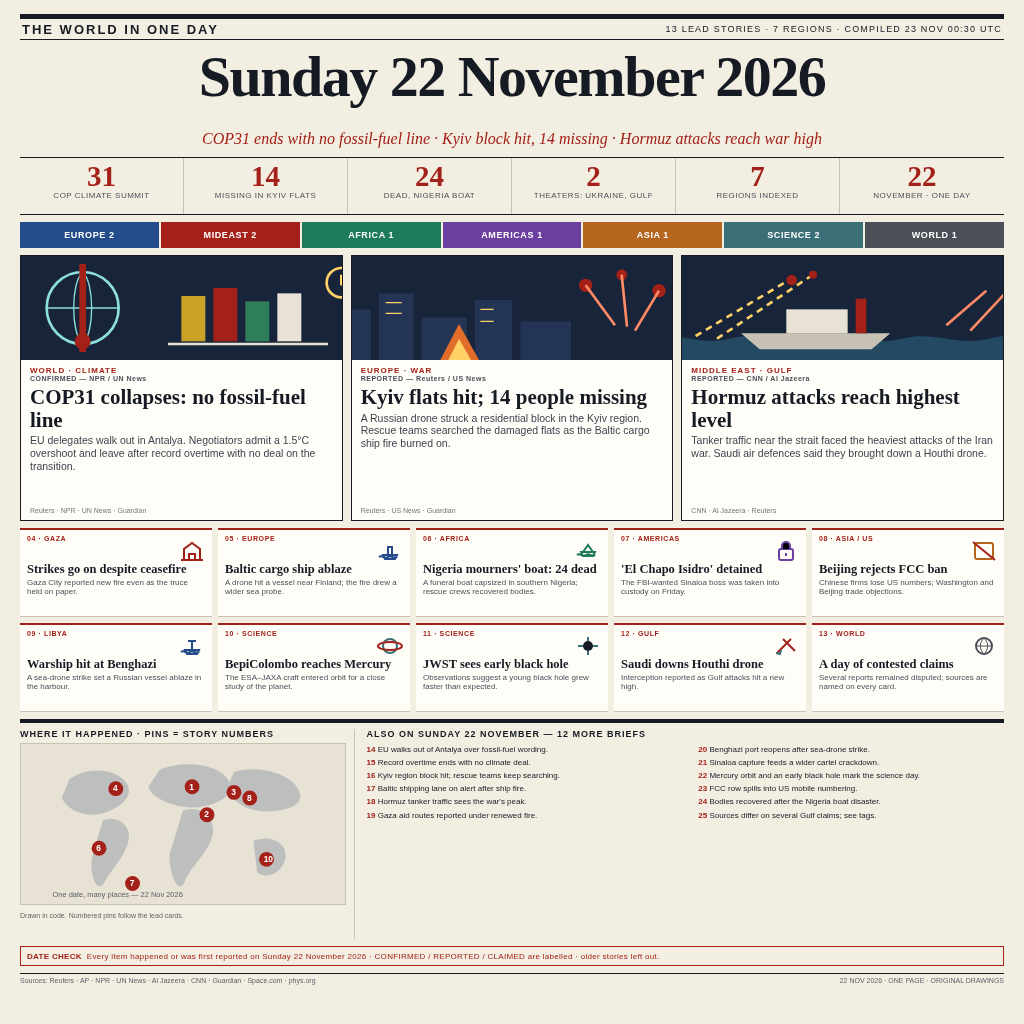 THE WORLD IN ONE DAY
13 LEAD STORIES · 7 REGIONS · COMPILED 23 NOV 00:30 UTC
Sunday 22 November 2026
COP31 ends with no fossil-fuel line · Kyiv block hit, 14 missing · Hormuz attacks reach war high
31
COP CLIMATE SUMMIT
14
MISSING IN KYIV FLATS
24
DEAD, NIGERIA BOAT
2
THEATERS: UKRAINE, GULF
7
REGIONS INDEXED
22
NOVEMBER · ONE DAY
EUROPE 2
MIDEAST 2
AFRICA 1
AMERICAS 1
ASIA 1
SCIENCE 2
WORLD 1
WORLD · CLIMATE
CONFIRMED — NPR / UN News
COP31 collapses: no fossil-fuel
line
EU delegates walk out in Antalya. Negotiators admit a 1.5°C
overshoot and leave after record overtime with no deal on the
transition.
Reuters · NPR · UN News · Guardian
EUROPE · WAR
REPORTED — Reuters / US News
Kyiv flats hit; 14 people missing
A Russian drone struck a residential block in the Kyiv region.
Rescue teams searched the damaged flats as the Baltic cargo
ship fire burned on.
Reuters · US News · Guardian
MIDDLE EAST · GULF
REPORTED — CNN / Al Jazeera
Hormuz attacks reach highest
level
Tanker traffic near the strait faced the heaviest attacks of the Iran
war. Saudi air defences said they brought down a Houthi drone.
CNN · Al Jazeera · Reuters
04 · GAZA
Strikes go on despite ceasefire
Gaza City reported new fire even as the truce
held on paper.
05 · EUROPE
Baltic cargo ship ablaze
A drone hit a vessel near Finland; the fire drew a
wider sea probe.
06 · AFRICA
Nigeria mourners' boat: 24 dead
A funeral boat capsized in southern Nigeria;
rescue crews recovered bodies.
07 · AMERICAS
'El Chapo Isidro' detained
The FBI-wanted Sinaloa boss was taken into
custody on Friday.
08 · ASIA / US
Beijing rejects FCC ban
Chinese firms lose US numbers; Washington and
Beijing trade objections.
09 · LIBYA
Warship hit at Benghazi
A sea-drone strike set a Russian vessel ablaze in
the harbour.
10 · SCIENCE
BepiColombo reaches Mercury
The ESA–JAXA craft entered orbit for a close
study of the planet.
11 · SCIENCE
JWST sees early black hole
Observations suggest a young black hole grew
faster than expected.
12 · GULF
Saudi downs Houthi drone
Interception reported as Gulf attacks hit a new
high.
13 · WORLD
A day of contested claims
Several reports remained disputed; sources are
named on every card.
WHERE IT HAPPENED · PINS = STORY NUMBERS
4
1
3
8
2
6
10
7
One date, many places — 22 Nov 2026
Drawn in code. Numbered pins follow the lead cards.
ALSO ON SUNDAY 22 NOVEMBER — 12 MORE BRIEFS
14 EU walks out of Antalya over fossil-fuel wording.
15 Record overtime ends with no climate deal.
16 Kyiv region block hit; rescue teams keep searching.
17 Baltic shipping lane on alert after ship fire.
18 Hormuz tanker traffic sees the war's peak.
19 Gaza aid routes reported under renewed fire.
20 Benghazi port reopens after sea-drone strike.
21 Sinaloa capture feeds a wider cartel crackdown.
22 Mercury orbit and an early black hole mark the science day.
23 FCC row spills into US mobile numbering.
24 Bodies recovered after the Nigeria boat disaster.
25 Sources differ on several Gulf claims; see tags.
DATE CHECK Every item happened or was first reported on Sunday 22 November 2026 · CONFIRMED / REPORTED / CLAIMED are labelled · older stories left out.
Sources: Reuters · AP · NPR · UN News · Al Jazeera · CNN · Guardian · Space.com · phys.org
22 NOV 2026 · ONE PAGE · ORIGINAL DRAWINGS